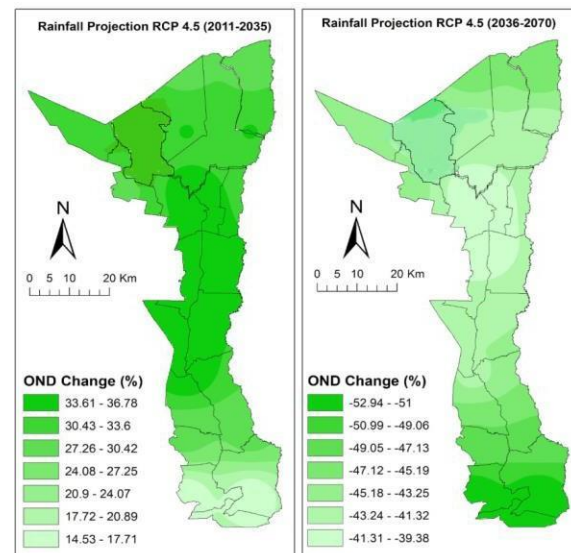 Rainfall Projection RCP 4.5 (2011-2035)
N
0 5 10 20 Km
OND Change (%)
33.61 - 36.78
30.43 - 33.6
27.26 - 30.42
24.08 - 27.25
20.9 - 24.07
17.72 - 20.89
14.53 - 17.71
Rainfall Projection RCP 4.5 (2036-2070)
N
0 5 10 20 Km
OND Change (%)
-52.94 - -51
-50.99 - -49.06
-49.05 - -47.13
-47.12 - -45.19
-45.18 - -43.25
-43.24 - -41.32
-41.31 - -39.38